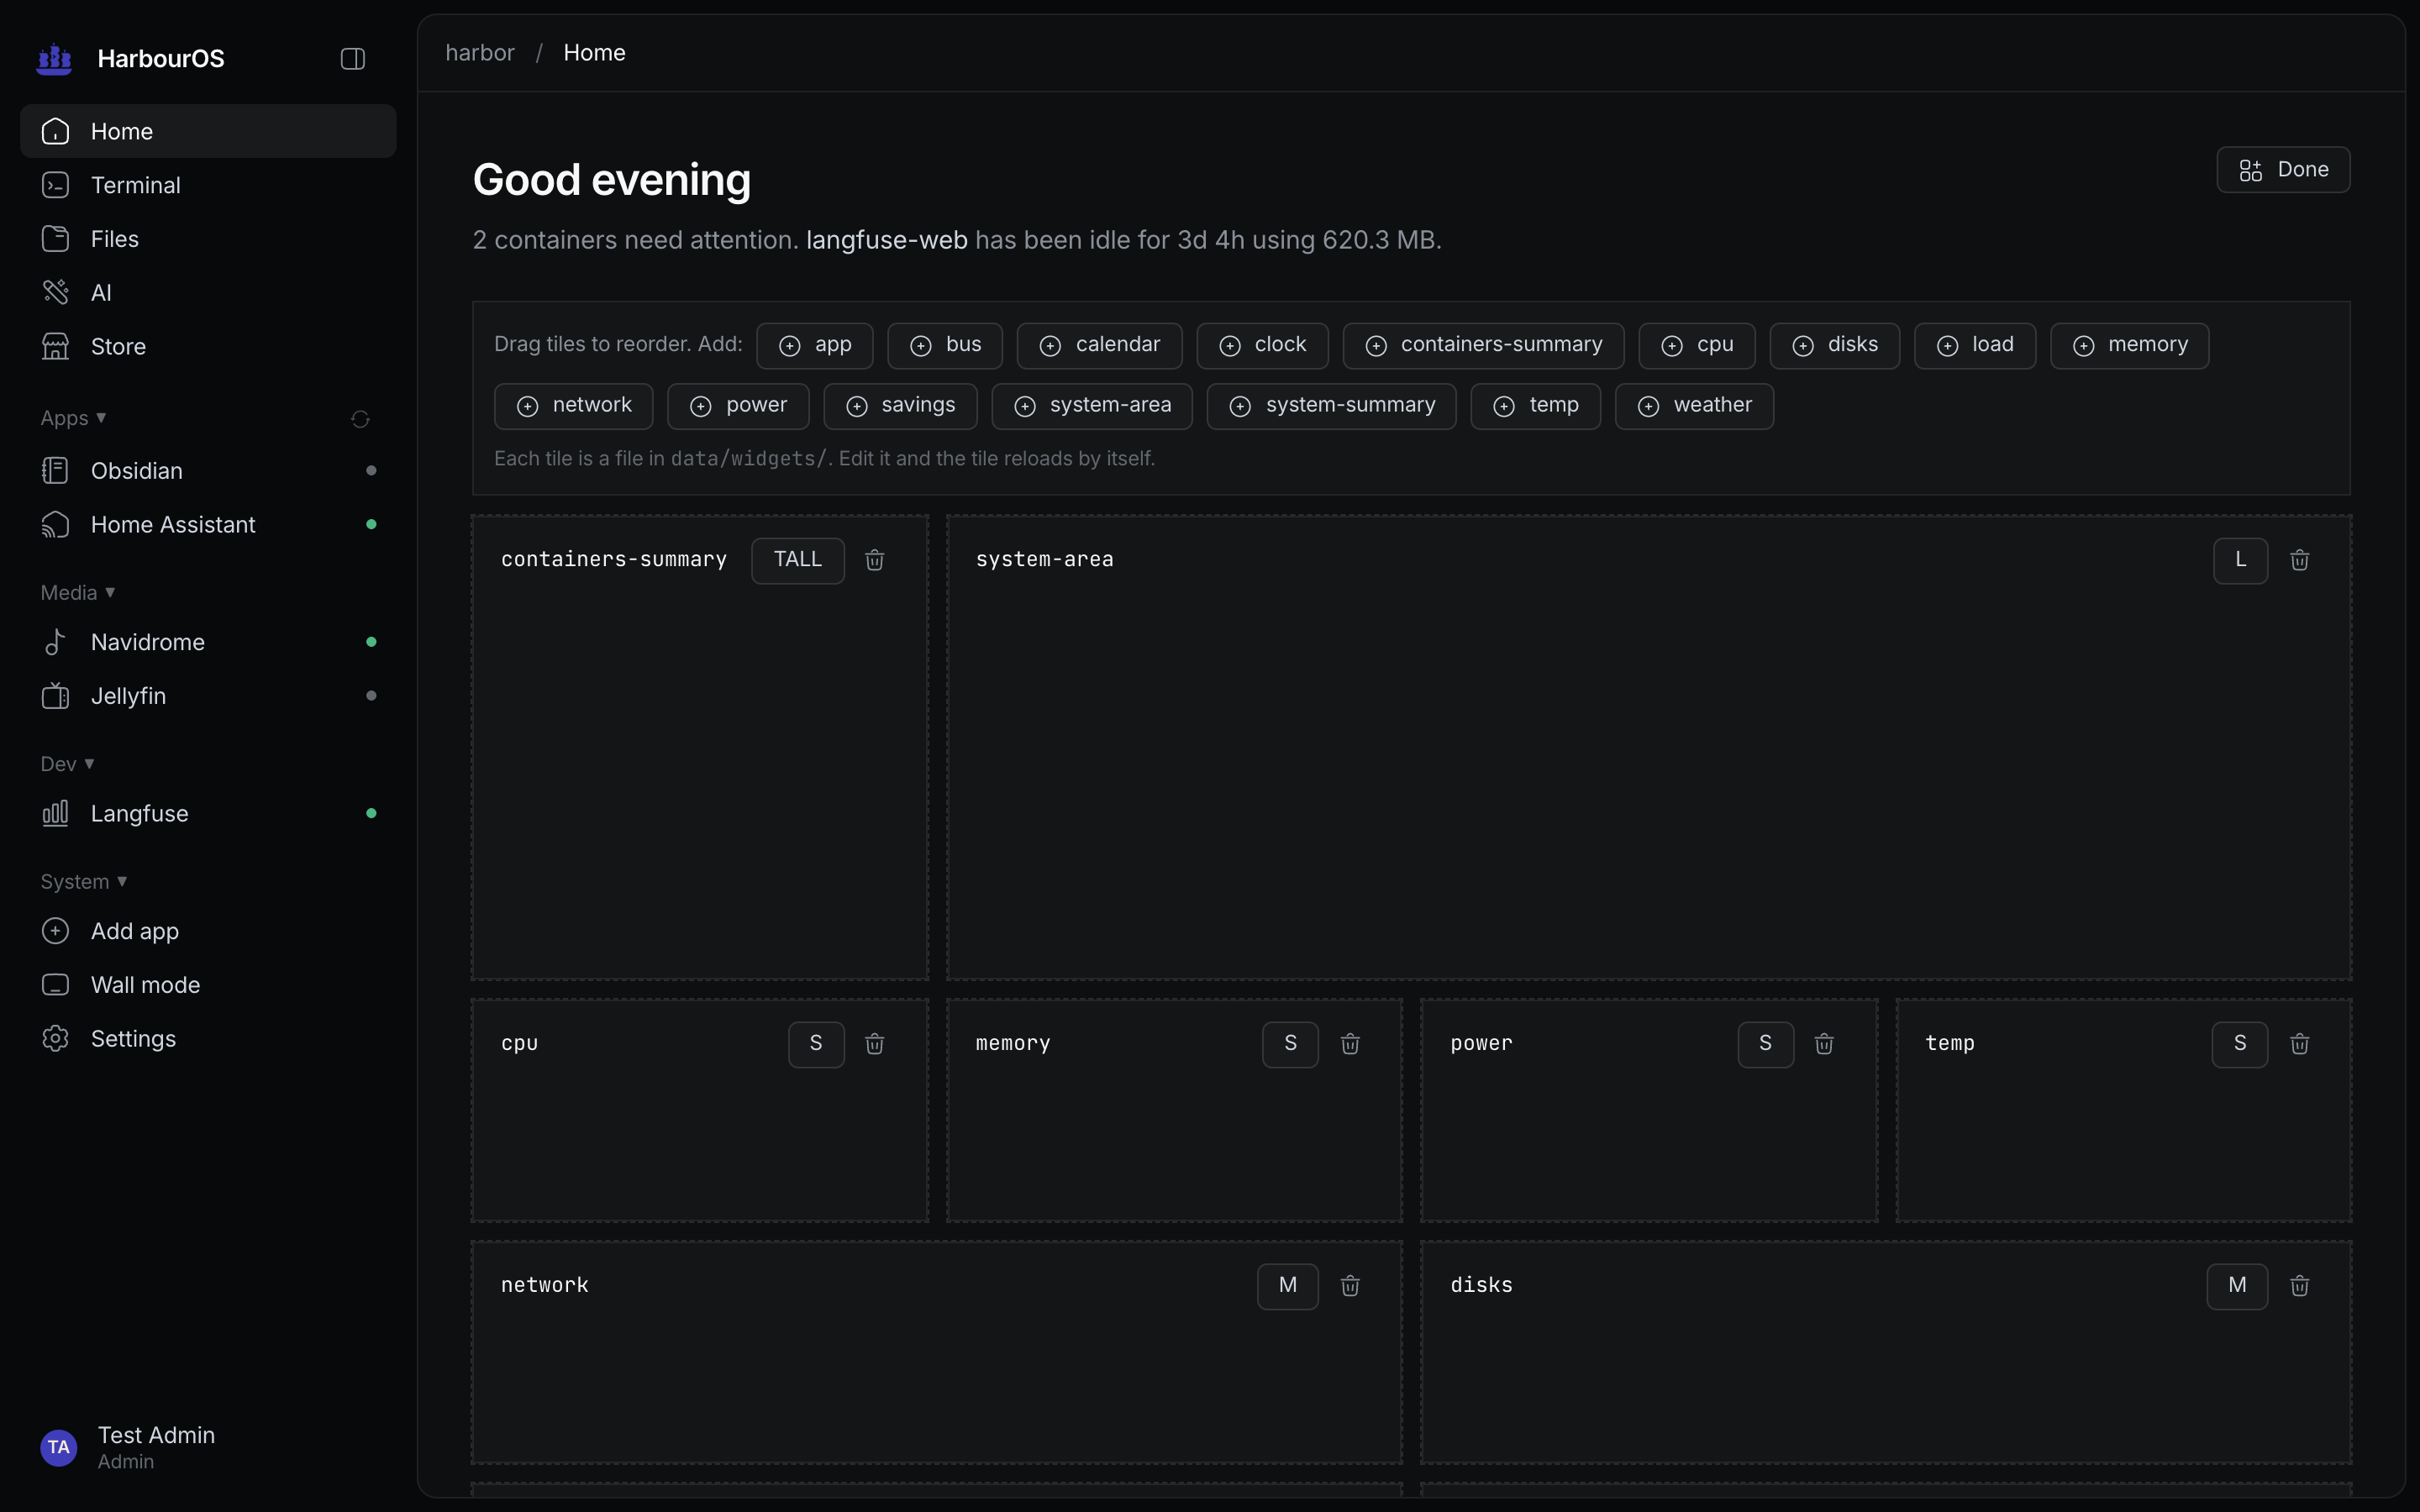 HarbourOS
Home
Terminal
Files
AI
Store
Apps
Obsidian
Home Assistant
Media
Navidrome
Jellyfin
Dev
Langfuse
System
Add app
Wall mode
Settings
TA
Test Admin
Admin
harbor / Home
Good evening
Done
2 containers need attention. langfuse-web has been idle for 3d 4h using 620.3 MB.
Drag tiles to reorder. Add: app bus calendar clock containers-summary cpu disks load memory
network power savings system-area system-summary temp weather
Each tile is a file in data/widgets/. Edit it and the tile reloads by itself.
containers-summary TALL
system-area L
cpu S
memory S
power S
temp S
network M
disks M